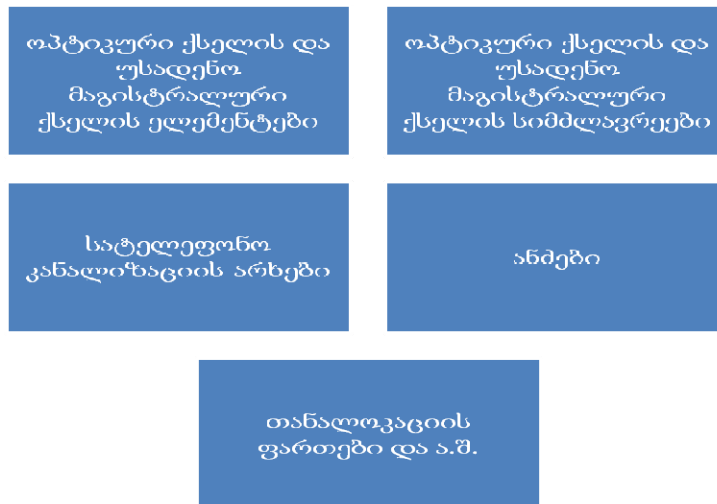 ოპტიკური ქსელის და
უსადენო
მაგისტრალური
ქსელის ელემენტები
ოპტიკური ქსელის და
უსადენო
მაგისტრალური
ქსელის სიმძლავრეები
სატელეფონო
კანალიზაციის არხები
ანძები
თანალოკაციის
ფართები და ა.შ.